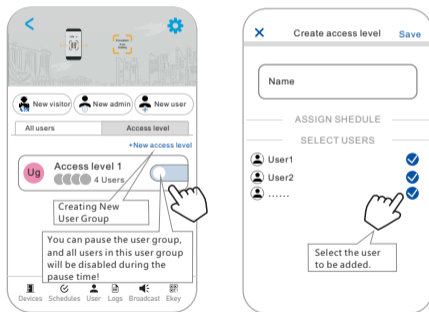 New visitor
New admin
New user
All users
Access level
+New access level
Ug
Access level 1
4 Users
Creating New
User Group
You can pause the user group,
and all users in this user group
will be disabled during the
pause time!
Devices
Schedules
User
Logs
Broadcast
Ekey
Create access level
Save
Name
ASSIGN SHEDULE
SELECT USERS
User1
User2
......
Select the user
to be added.